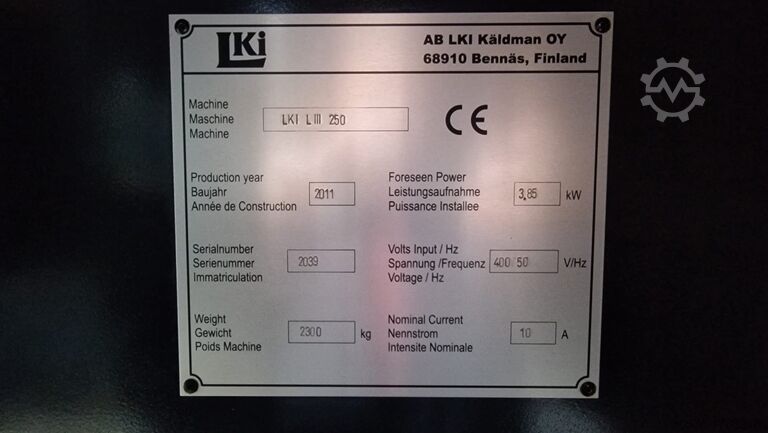 LKi
AB LKI Käldman OY
68910 Bennäs, Finland
Machine
Maschine
Machine
LKI L III 250
CE
Production year
Baujahr
Année de Construction
2011
Foreseen Power
Leistungsaufnahme
Puissance Installee
3,85 kW
Serialnumber
Serienummer
Immatriculation
2039
Volts Input / Hz
Spannung /Frequenz
Voltage / Hz
400/50 V/Hz
Weight
Gewicht
Poids Machine
2300 kg
Nominal Current
Nennstrom
Intensite Nominale
10 A